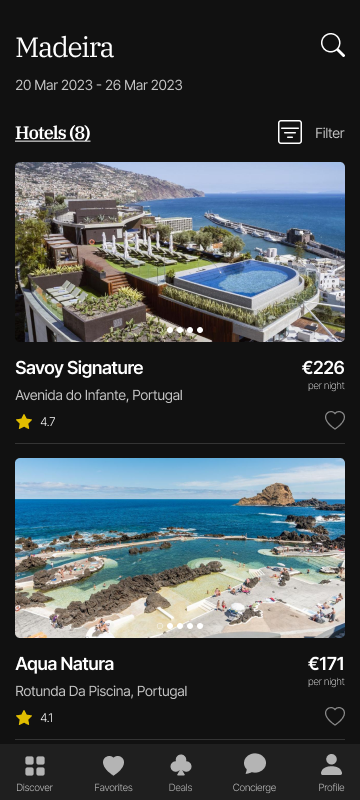 Madeira
20 Mar 2023 - 26 Mar 2023
Hotels (8)
Filter
Savoy Signature
€226
per night
Avenida do Infante, Portugal
4.7
Aqua Natura
€171
per night
Rotunda Da Piscina, Portugal
4.1
Discover
Favorites
Deals
Concierge
Profile